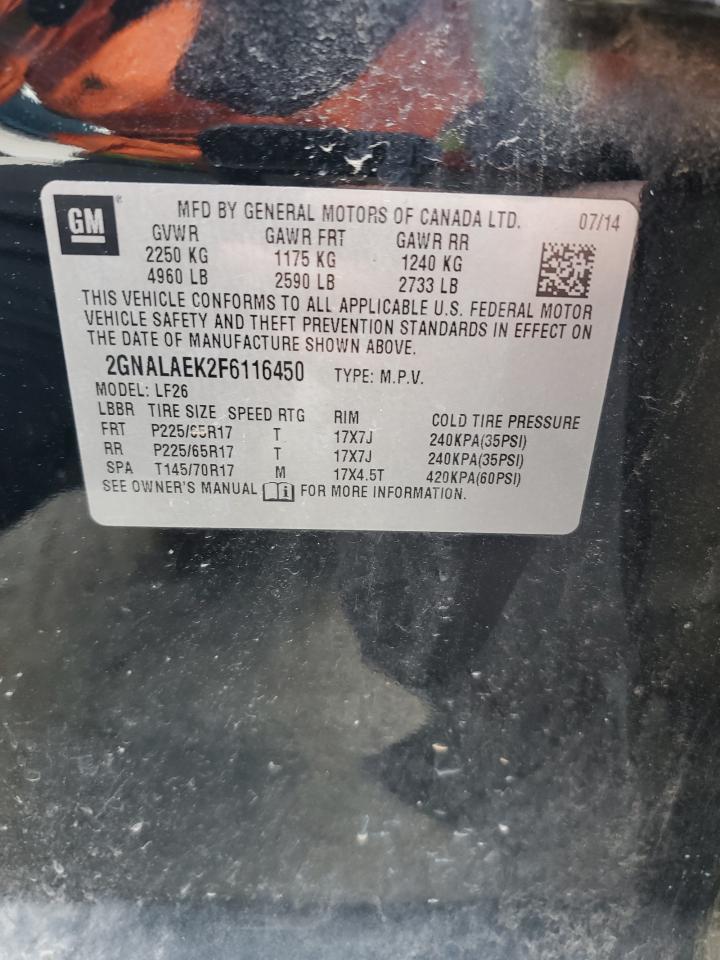 GM ® MFD BY GENERAL MOTORS OF CANADA LTD. 07/14
GVWR GAWR FRT GAWR RR
2250 KG 1175 KG 1240 KG
4960 LB 2590 LB 2733 LB
THIS VEHICLE CONFORMS TO ALL APPLICABLE U.S. FEDERAL MOTOR
VEHICLE SAFETY AND THEFT PREVENTION STANDARDS IN EFFECT ON
THE DATE OF MANUFACTURE SHOWN ABOVE.
2GNALAEK2F6116450 TYPE: M.P.V.
MODEL: LF26
LBBR TIRE SIZE SPEED RTG RIM COLD TIRE PRESSURE
FRT P225/65R17 T 17X7J 240KPA(35PSI)
RR P225/65R17 T 17X7J 240KPA(35PSI)
SPA T145/70R17 M 17X4.5T 420KPA(60PSI)
SEE OWNER'S MANUAL i FOR MORE INFORMATION.